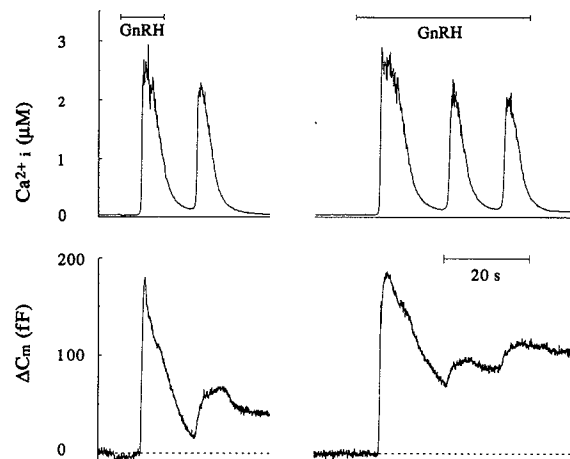 GnRH
GnRH
3
2
1
0
Ca²⁺ᵢ (μM)
20 s
200
100
0
ΔCₘ (fF)